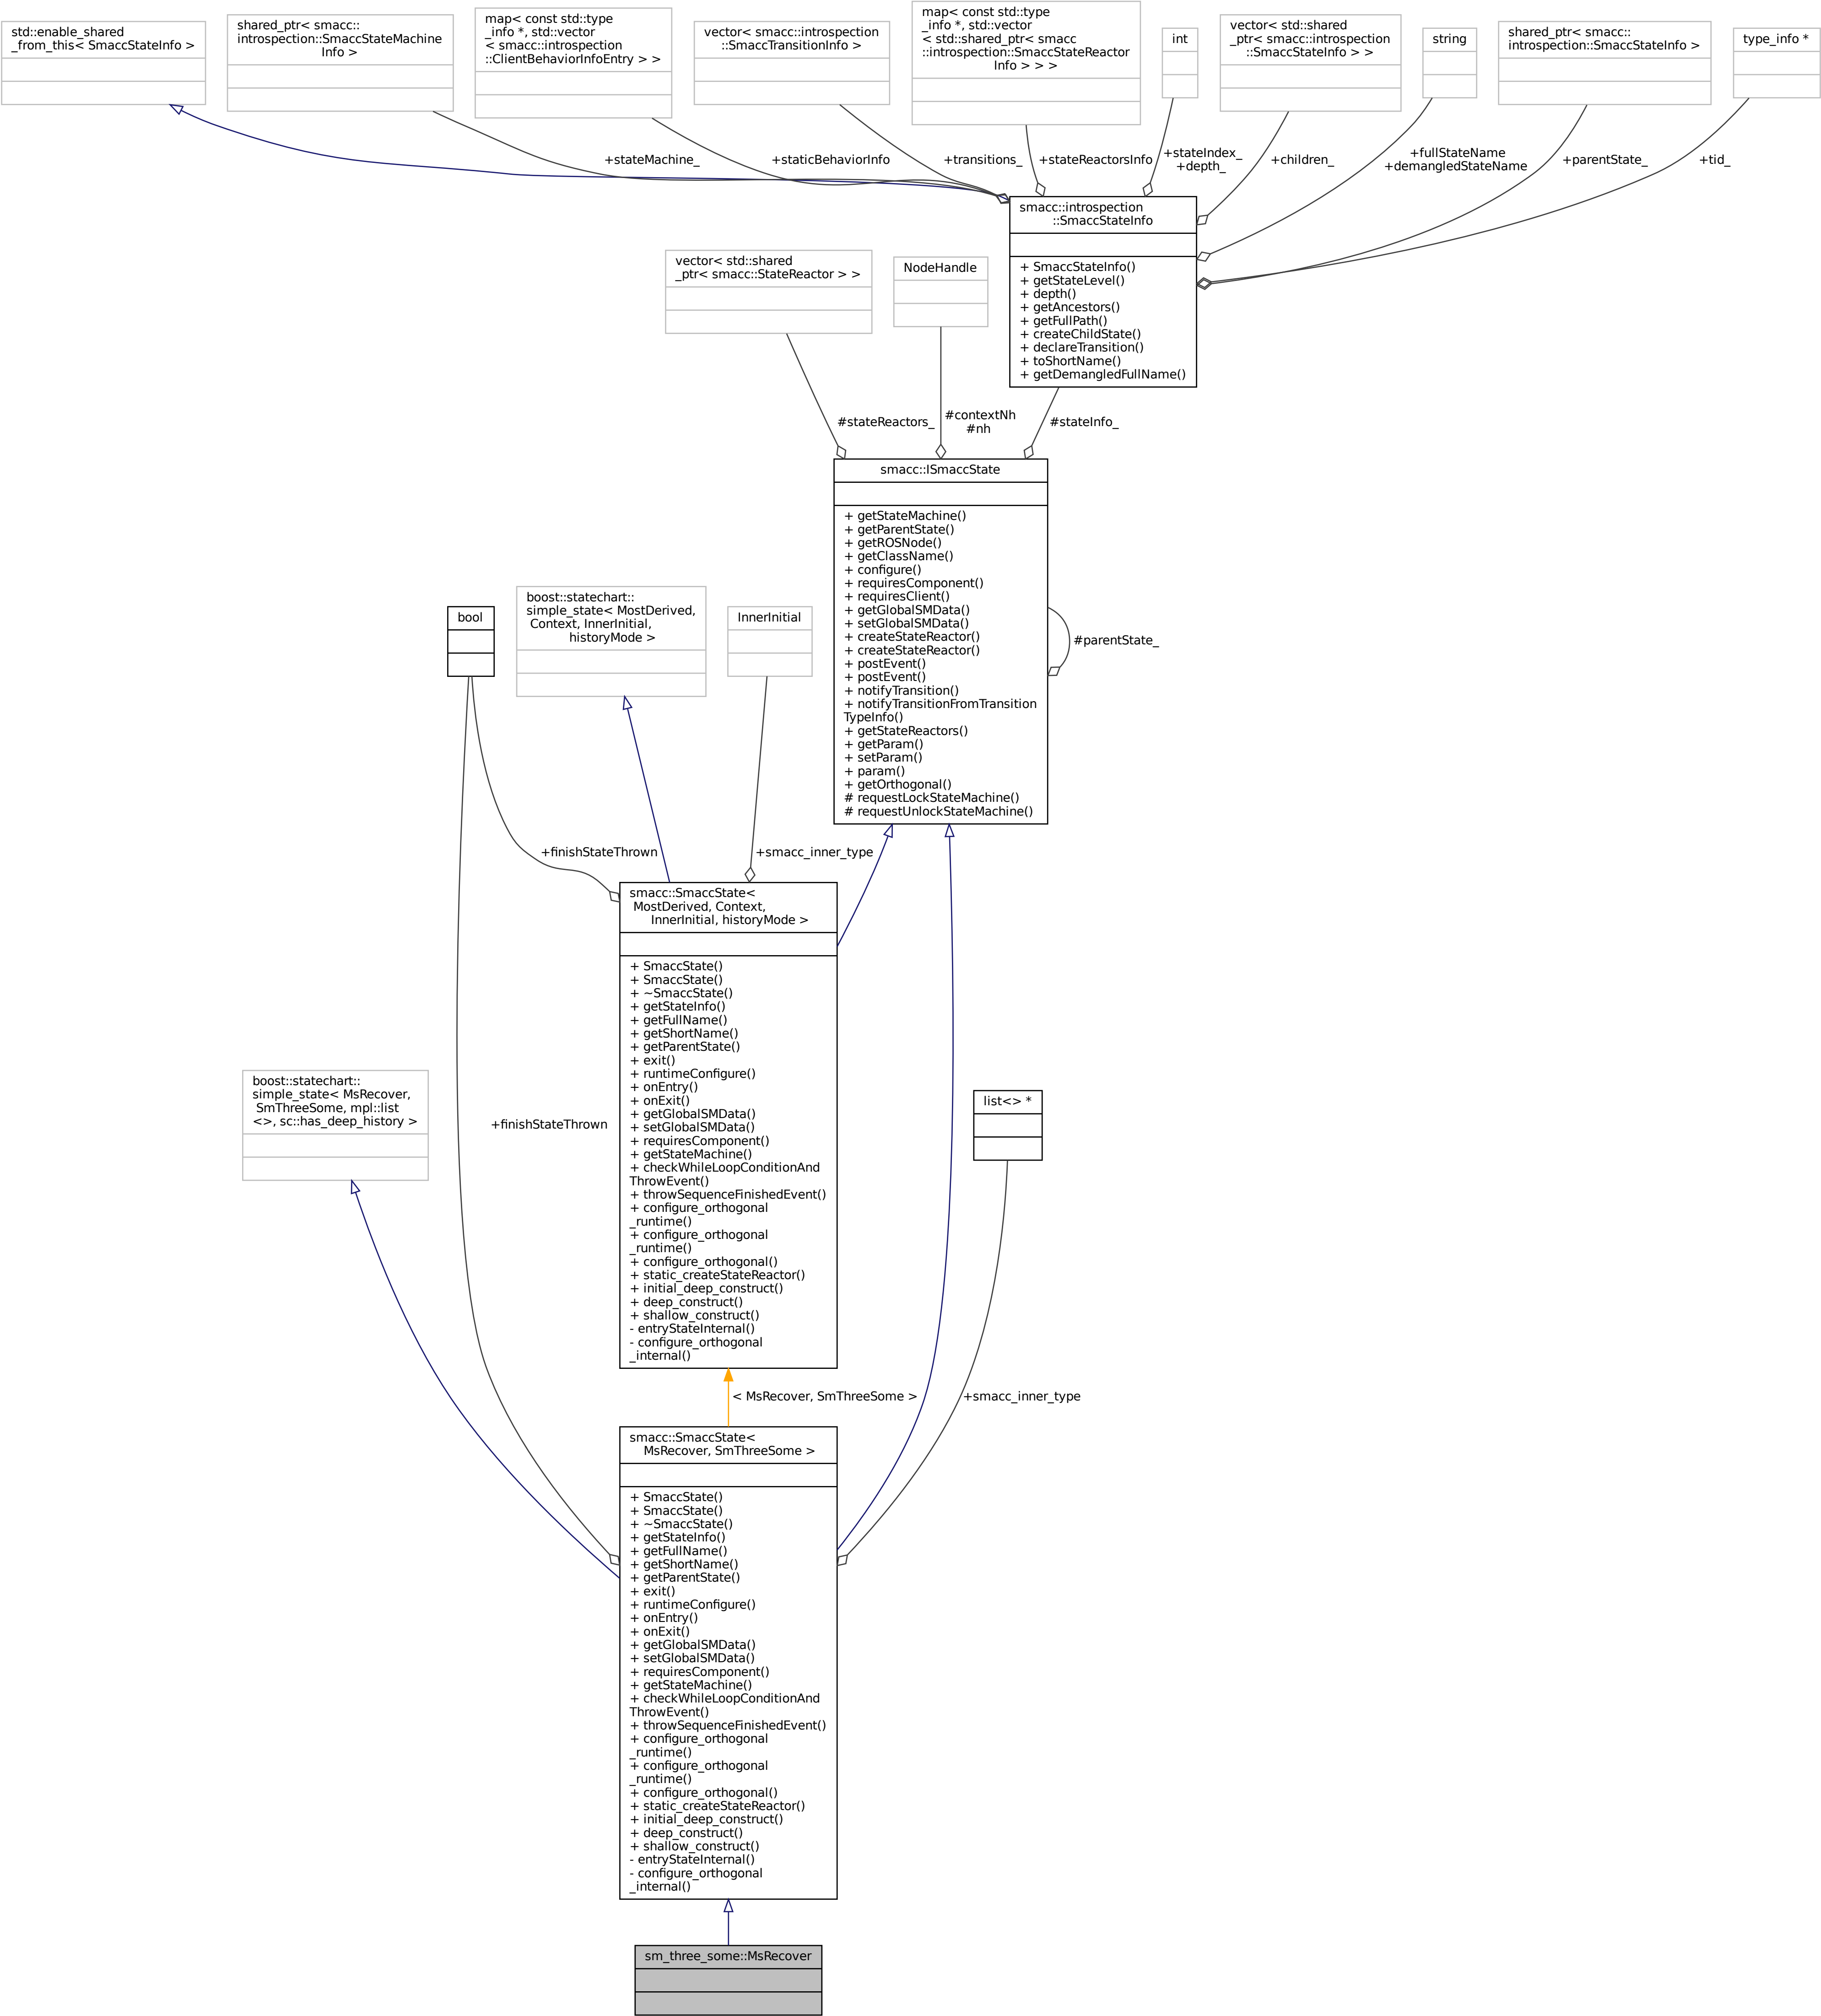 std::enable_shared
_from_this< SmaccStateInfo >
shared_ptr< smacc::
introspection::SmaccStateMachine
Info >
map< const std::type
_info *, std::vector
< smacc::introspection
::ClientBehaviorInfoEntry > >
vector< smacc::introspection
::SmaccTransitionInfo >
map< const std::type
_info *, std::vector
< std::shared_ptr< smacc
::introspection::SmaccStateReactor
Info > > >
int
vector< std::shared
_ptr< smacc::introspection
::SmaccStateInfo > >
string
shared_ptr< smacc::
introspection::SmaccStateInfo >
type_info *
+stateMachine_
+staticBehaviorInfo
+transitions_
+stateReactorsInfo
+stateIndex_
+depth_
+children_
+fullStateName
+demangledStateName
+parentState_
+tid_
smacc::introspection
::SmaccStateInfo
+ SmaccStateInfo()
+ getStateLevel()
+ depth()
+ getAncestors()
+ getFullPath()
+ createChildState()
+ declareTransition()
+ toShortName()
+ getDemangledFullName()
vector< std::shared
_ptr< smacc::StateReactor > >
NodeHandle
#stateReactors_
#contextNh
#nh
#stateInfo_
smacc::ISmaccState
+ getStateMachine()
+ getParentState()
+ getROSNode()
+ getClassName()
+ configure()
+ requiresComponent()
+ requiresClient()
+ getGlobalSMData()
+ setGlobalSMData()
+ createStateReactor()
+ createStateReactor()
+ postEvent()
+ postEvent()
+ notifyTransition()
+ notifyTransitionFromTransition
TypeInfo()
+ getStateReactors()
+ getParam()
+ setParam()
+ param()
+ getOrthogonal()
# requestLockStateMachine()
# requestUnlockStateMachine()
#parentState_
bool
boost::statechart::
simple_state< MostDerived,
Context, InnerInitial,
historyMode >
InnerInitial
+finishStateThrown
+smacc_inner_type
smacc::SmaccState<
MostDerived, Context,
InnerInitial, historyMode >
+ SmaccState()
+ SmaccState()
+ ~SmaccState()
+ getStateInfo()
+ getFullName()
+ getShortName()
+ getParentState()
+ exit()
+ runtimeConfigure()
+ onEntry()
+ onExit()
+ getGlobalSMData()
+ setGlobalSMData()
+ requiresComponent()
+ getStateMachine()
+ checkWhileLoopConditionAnd
ThrowEvent()
+ throwSequenceFinishedEvent()
+ configure_orthogonal
_runtime()
+ configure_orthogonal
_runtime()
+ configure_orthogonal()
+ static_createStateReactor()
+ initial_deep_construct()
+ deep_construct()
+ shallow_construct()
- entryStateInternal()
- configure_orthogonal
_internal()
boost::statechart::
simple_state< MsRecover,
SmThreeSome, mpl::list
<>, sc::has_deep_history >
+finishStateThrown
list<> *
< MsRecover, SmThreeSome >
+smacc_inner_type
smacc::SmaccState<
MsRecover, SmThreeSome >
+ SmaccState()
+ SmaccState()
+ ~SmaccState()
+ getStateInfo()
+ getFullName()
+ getShortName()
+ getParentState()
+ exit()
+ runtimeConfigure()
+ onEntry()
+ onExit()
+ getGlobalSMData()
+ setGlobalSMData()
+ requiresComponent()
+ getStateMachine()
+ checkWhileLoopConditionAnd
ThrowEvent()
+ throwSequenceFinishedEvent()
+ configure_orthogonal
_runtime()
+ configure_orthogonal
_runtime()
+ configure_orthogonal()
+ static_createStateReactor()
+ initial_deep_construct()
+ deep_construct()
+ shallow_construct()
- entryStateInternal()
- configure_orthogonal
_internal()
sm_three_some::MsRecover